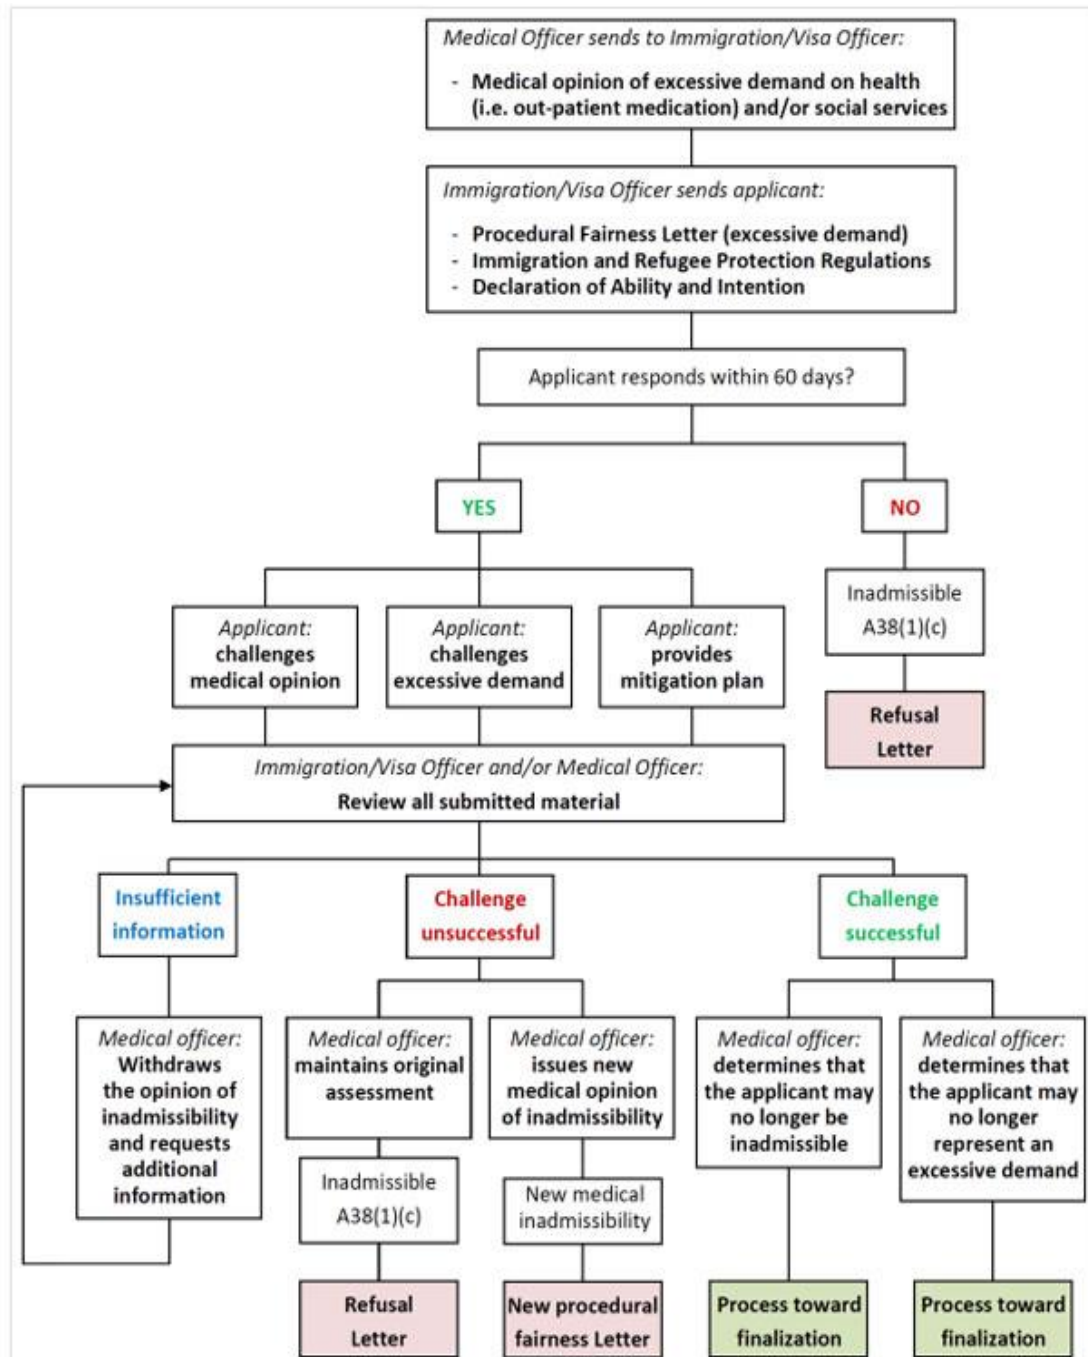 Medical Officer sends to Immigration/Visa Officer:
- Medical opinion of excessive demand on health
(i.e. out-patient medication) and/or social services
Immigration/Visa Officer sends applicant:
- Procedural Fairness Letter (excessive demand)
- Immigration and Refugee Protection Regulations
- Declaration of Ability and Intention
Applicant responds within 60 days?
YES
NO
Inadmissible
A38(1)(c)
Refusal
Letter
Applicant:
challenges
medical opinion
Applicant:
challenges
excessive demand
Applicant:
provides
mitigation plan
Immigration/Visa Officer and/or Medical Officer:
Review all submitted material
Insufficient
information
Challenge
unsuccessful
Challenge
successful
Medical officer:
Withdraws
the opinion of
inadmissibility
and requests
additional
information
Medical officer:
maintains original
assessment
Inadmissible
A38(1)(c)
Refusal
Letter
Medical officer:
issues new
medical opinion
of inadmissibility
New medical
inadmissibility
New procedural
fairness Letter
Medical officer:
determines that
the applicant may
no longer be
inadmissible
Process toward
finalization
Medical officer:
determines that
the applicant may
no longer
represent an
excessive demand
Process toward
finalization